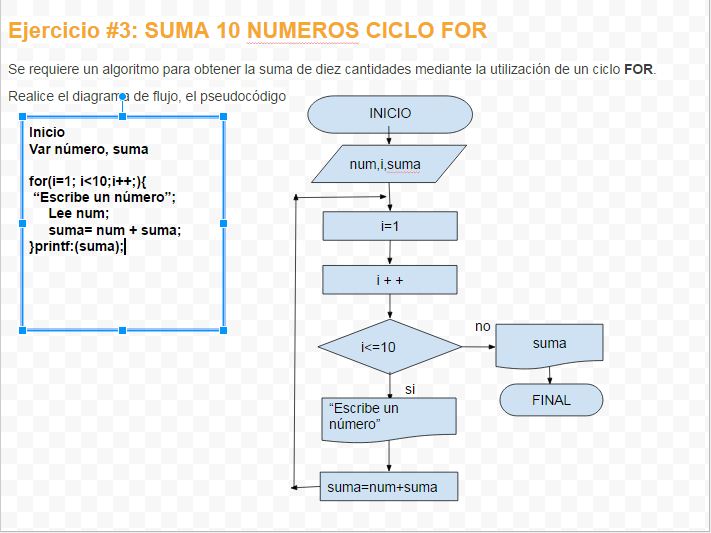 Ejercicio #3: SUMA 10 NUMEROS CICLO FOR
Se requiere un algoritmo para obtener la suma de diez cantidades mediante la utilización de un ciclo FOR.
Realice el diagrama de flujo, el pseudocódigo
Inicio
Var número, suma
for(i=1; i<10;i++;){
“Escribe un número”;
Lee num;
suma= num + suma;
}printf:(suma);
INICIO
num,i,suma
i=1
i + +
i<=10
no
suma
si
FINAL
“Escribe un
número”
suma=num+suma